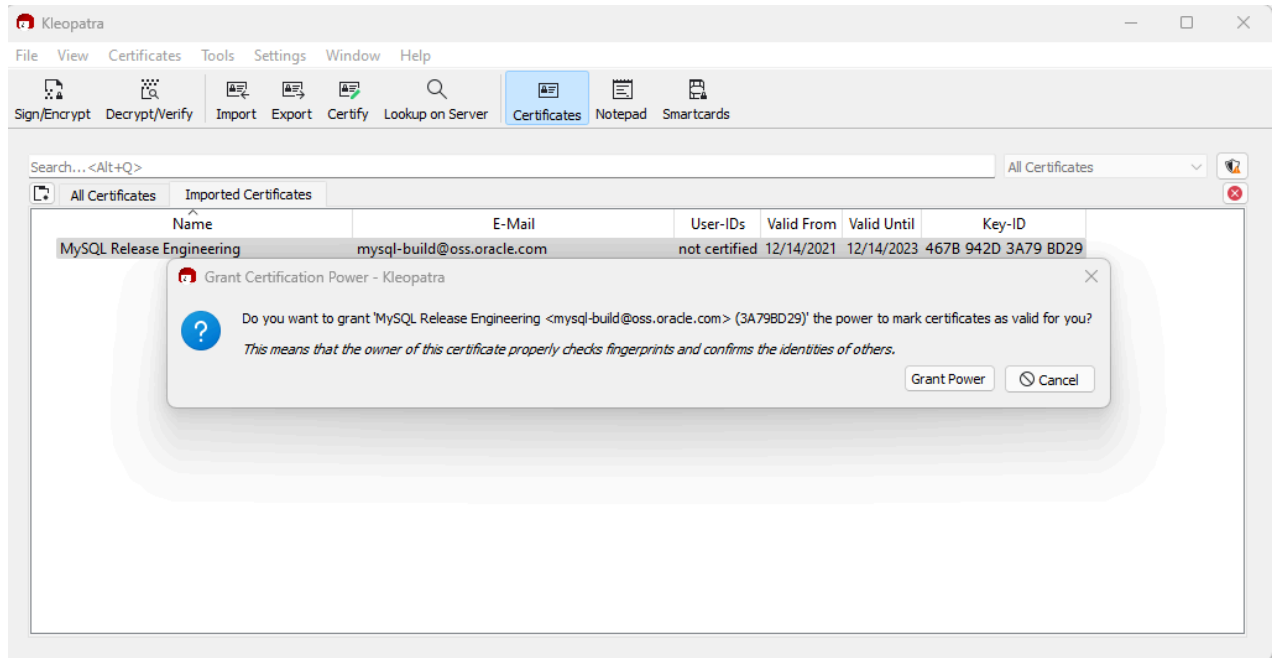 Kleopatra
File View Certificates Tools Settings Window Help
Sign/Encrypt Decrypt/Verify Import Export Certify Lookup on Server Certificates Notepad Smartcards
Search...<Alt+Q> All Certificates
All Certificates Imported Certificates
Name E-Mail User-IDs Valid From Valid Until Key-ID
MySQL Release Engineering mysql-build@oss.oracle.com not certified 12/14/2021 12/14/2023 467B 942D 3A79 BD29
Grant Certification Power - Kleopatra
Do you want to grant 'MySQL Release Engineering <mysql-build@oss.oracle.com> (3A79BD29)' the power to mark certificates as valid for you?
This means that the owner of this certificate properly checks fingerprints and confirms the identities of others.
Grant Power Cancel